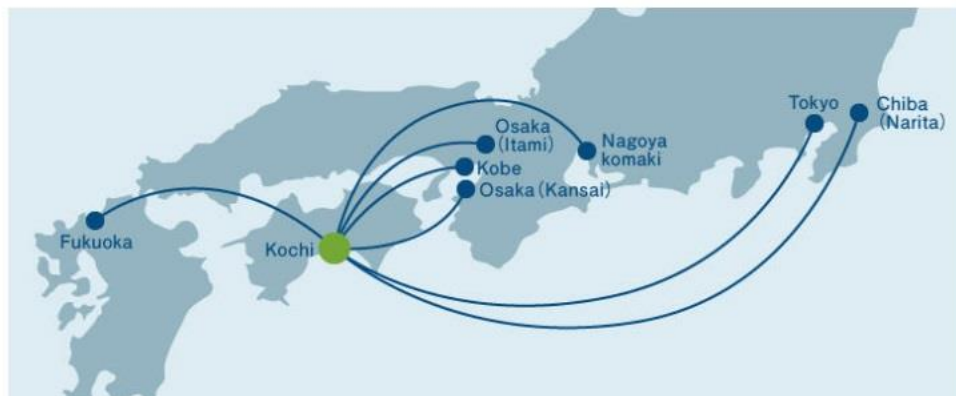 Fukuoka
Kochi
Osaka
(Itami)
Kobe
Osaka (Kansai)
Nagoya
komaki
Tokyo
Chiba
(Narita)